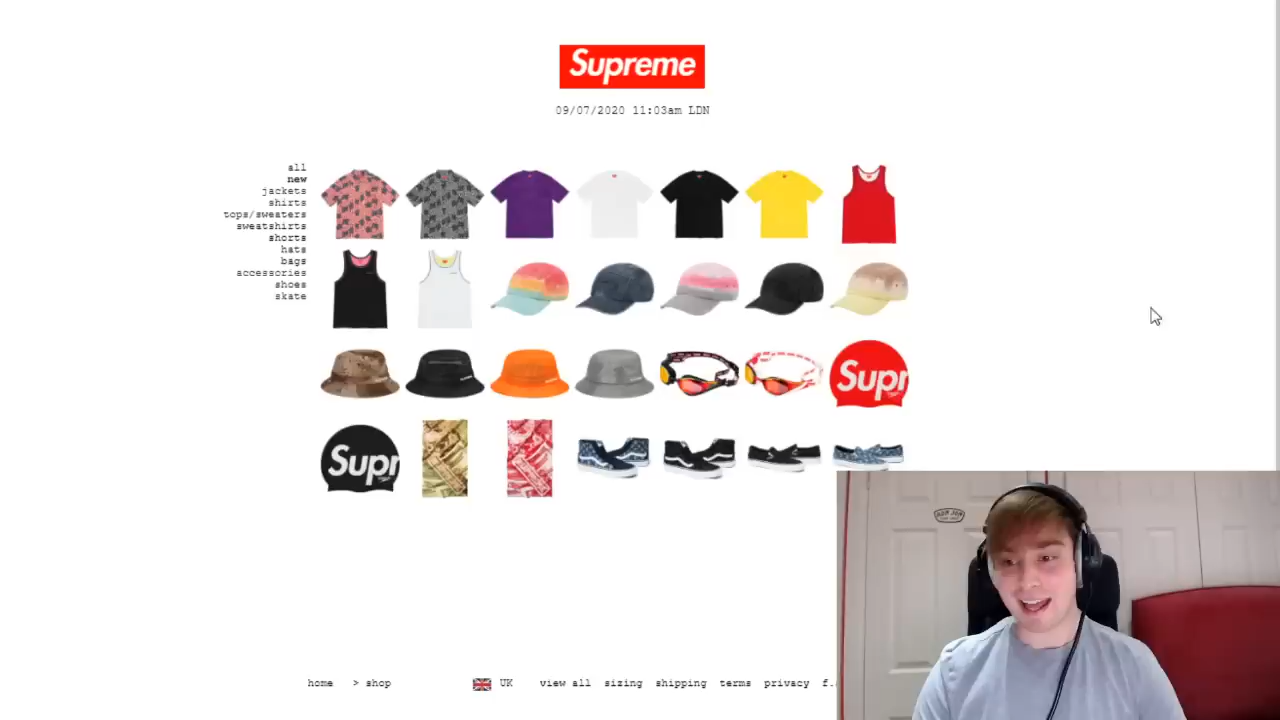 Supreme
09/07/2020 11:03am LDN
all
new
jackets
shirts
tops/sweaters
sweatshirts
shorts
hats
bags
accessories
shoes
skate
Supr
Supr
home > shop
UK
view all sizing shipping terms privacy f.